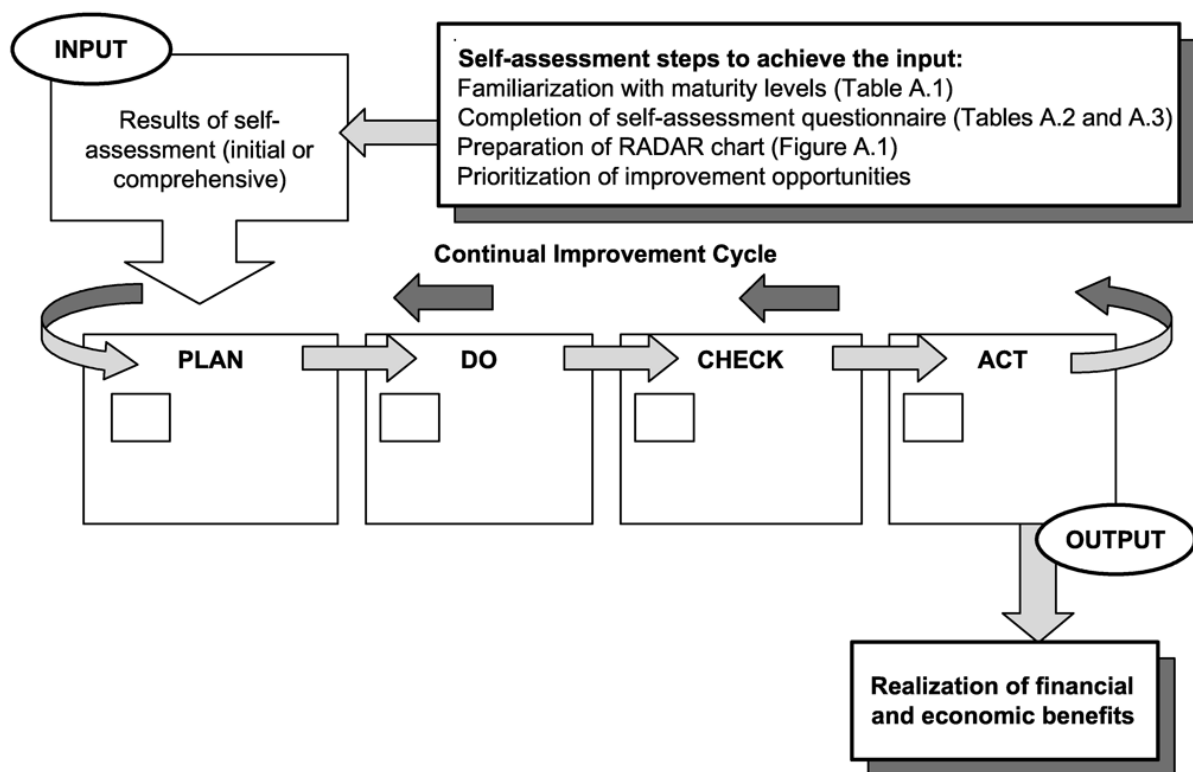 INPUT
Results of self-
assessment (initial or
comprehensive)
Self-assessment steps to achieve the input:
Familiarization with maturity levels (Table A.1)
Completion of self-assessment questionnaire (Tables A.2 and A.3)
Preparation of RADAR chart (Figure A.1)
Prioritization of improvement opportunities
Continual Improvement Cycle
PLAN
DO
CHECK
ACT
OUTPUT
Realization of financial
and economic benefits